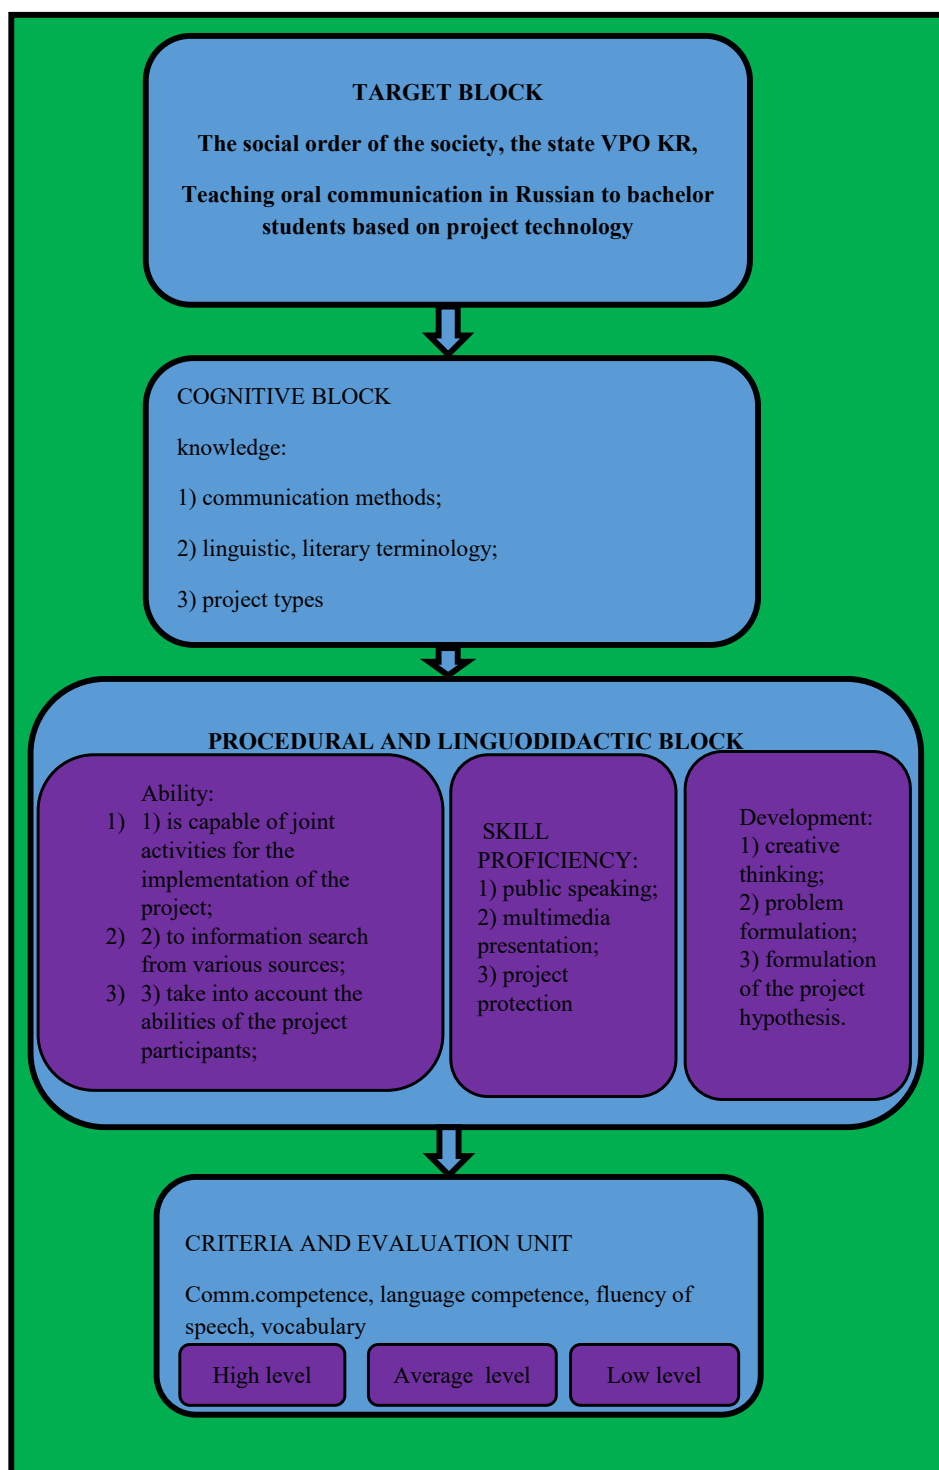 TARGET BLOCK
The social order of the society, the state VPO KR,
Teaching oral communication in Russian to bachelor
students based on project technology
COGNITIVE BLOCK
knowledge:
1) communication methods;
2) linguistic, literary terminology;
3) project types
PROCEDURAL AND LINGUODIDACTIC BLOCK
Ability:
1) 1) is capable of joint
activities for the
implementation of the
project;
2) 2) to information search
from various sources;
3) 3) take into account the
abilities of the project
participants;
SKILL
PROFICIENCY:
1) public speaking;
2) multimedia
presentation;
3) project
protection
Development:
1) creative
thinking;
2) problem
formulation;
3) formulation
of the project
hypothesis.
CRITERIA AND EVALUATION UNIT
Comm.competence, language competence, fluency of
speech, vocabulary
High level
Average level
Low level